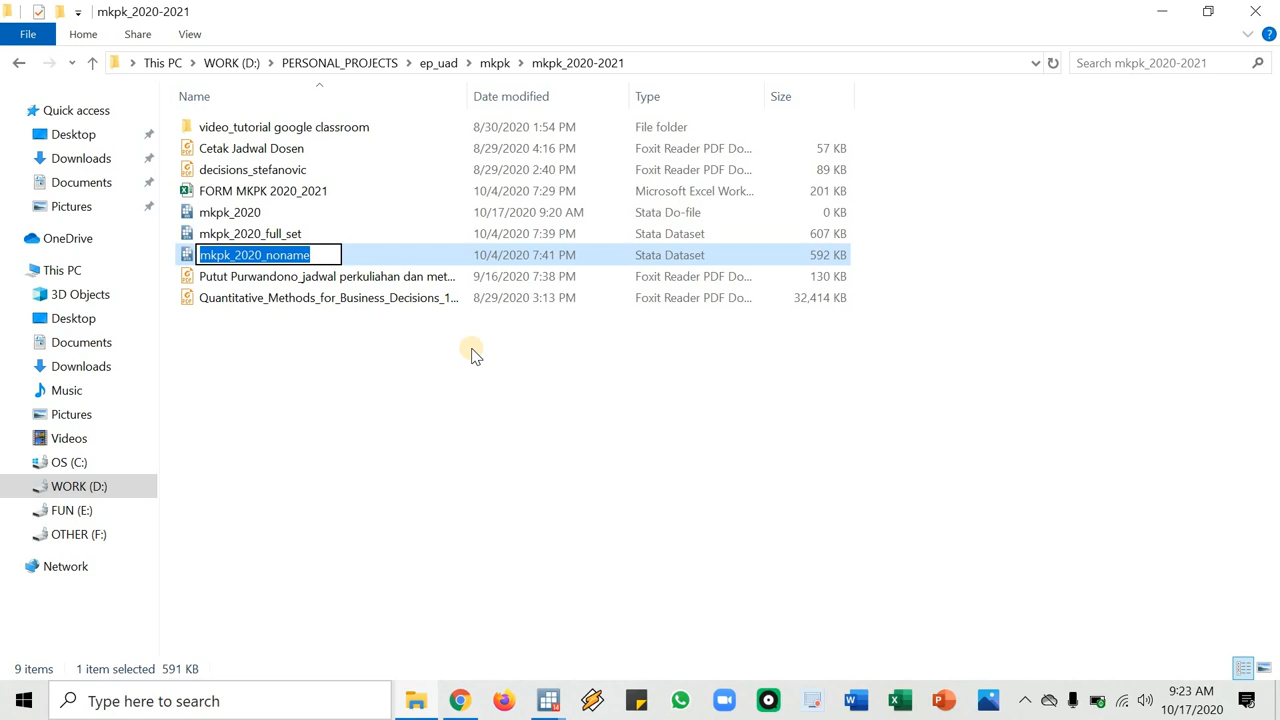 mkpk_2020-2021
File Home Share View
This PC WORK (D:) PERSONAL_PROJECTS ep_uad mkpk mkpk_2020-2021 Search mkpk_2020-2021
Name Date modified Type Size
Quick access
Desktop
Downloads
Documents
Pictures
OneDrive
This PC
3D Objects
Desktop
Documents
Downloads
Music
Pictures
Videos
OS (C:)
WORK (D:)
FUN (E:)
OTHER (F:)
Network
video_tutorial google classroom 8/30/2020 1:54 PM File folder
Cetak Jadwal Dosen 8/29/2020 4:16 PM Foxit Reader PDF Do... 57 KB
decisions_stefanovic 8/29/2020 2:40 PM Foxit Reader PDF Do... 89 KB
FORM MKPK 2020_2021 10/4/2020 7:29 PM Microsoft Excel Work... 201 KB
mkpk_2020 10/17/2020 9:20 AM Stata Do-file 0 KB
mkpk_2020_full_set 10/4/2020 7:39 PM Stata Dataset 607 KB
mkpk_2020_noname 10/4/2020 7:41 PM Stata Dataset 592 KB
Putut Purwandono_jadwal perkuliahan dan met... 9/16/2020 7:38 PM Foxit Reader PDF Do... 130 KB
Quantitative_Methods_for_Business_Decisions_1... 8/29/2020 3:13 PM Foxit Reader PDF Do... 32,414 KB
9 items 1 item selected 591 KB
Type here to search
9:23 AM
10/17/2020